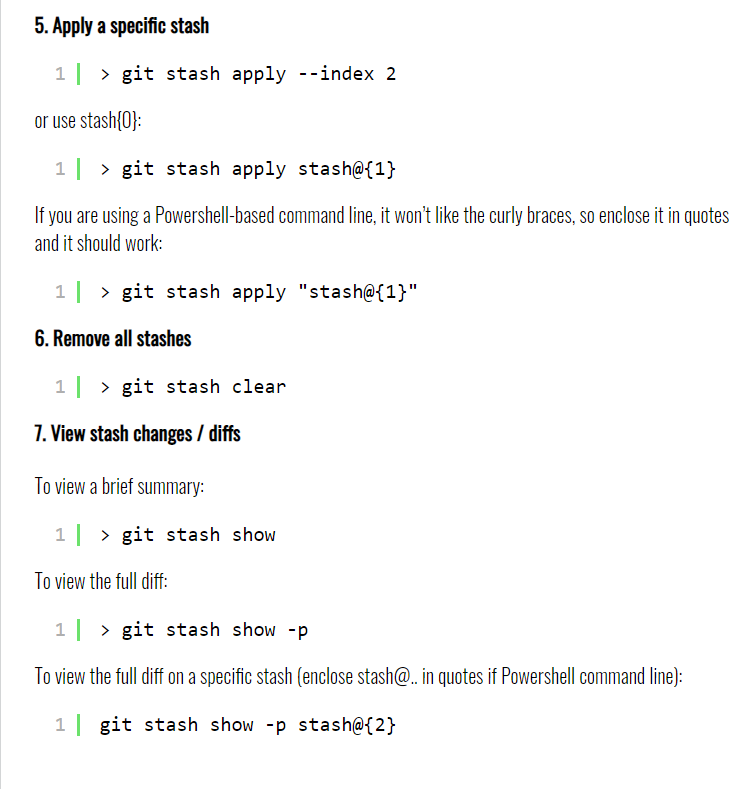 5. Apply a specific stash
1 > git stash apply --index 2
or use stash{0}:
1 > git stash apply stash@{1}
If you are using a Powershell-based command line, it won't like the curly braces, so enclose it in quotes
and it should work:
1 > git stash apply "stash@{1}"
6. Remove all stashes
1 > git stash clear
7. View stash changes / diffs
To view a brief summary:
1 > git stash show
To view the full diff:
1 > git stash show -p
To view the full diff on a specific stash (enclose stash@.. in quotes if Powershell command line):
1 git stash show -p stash@{2}